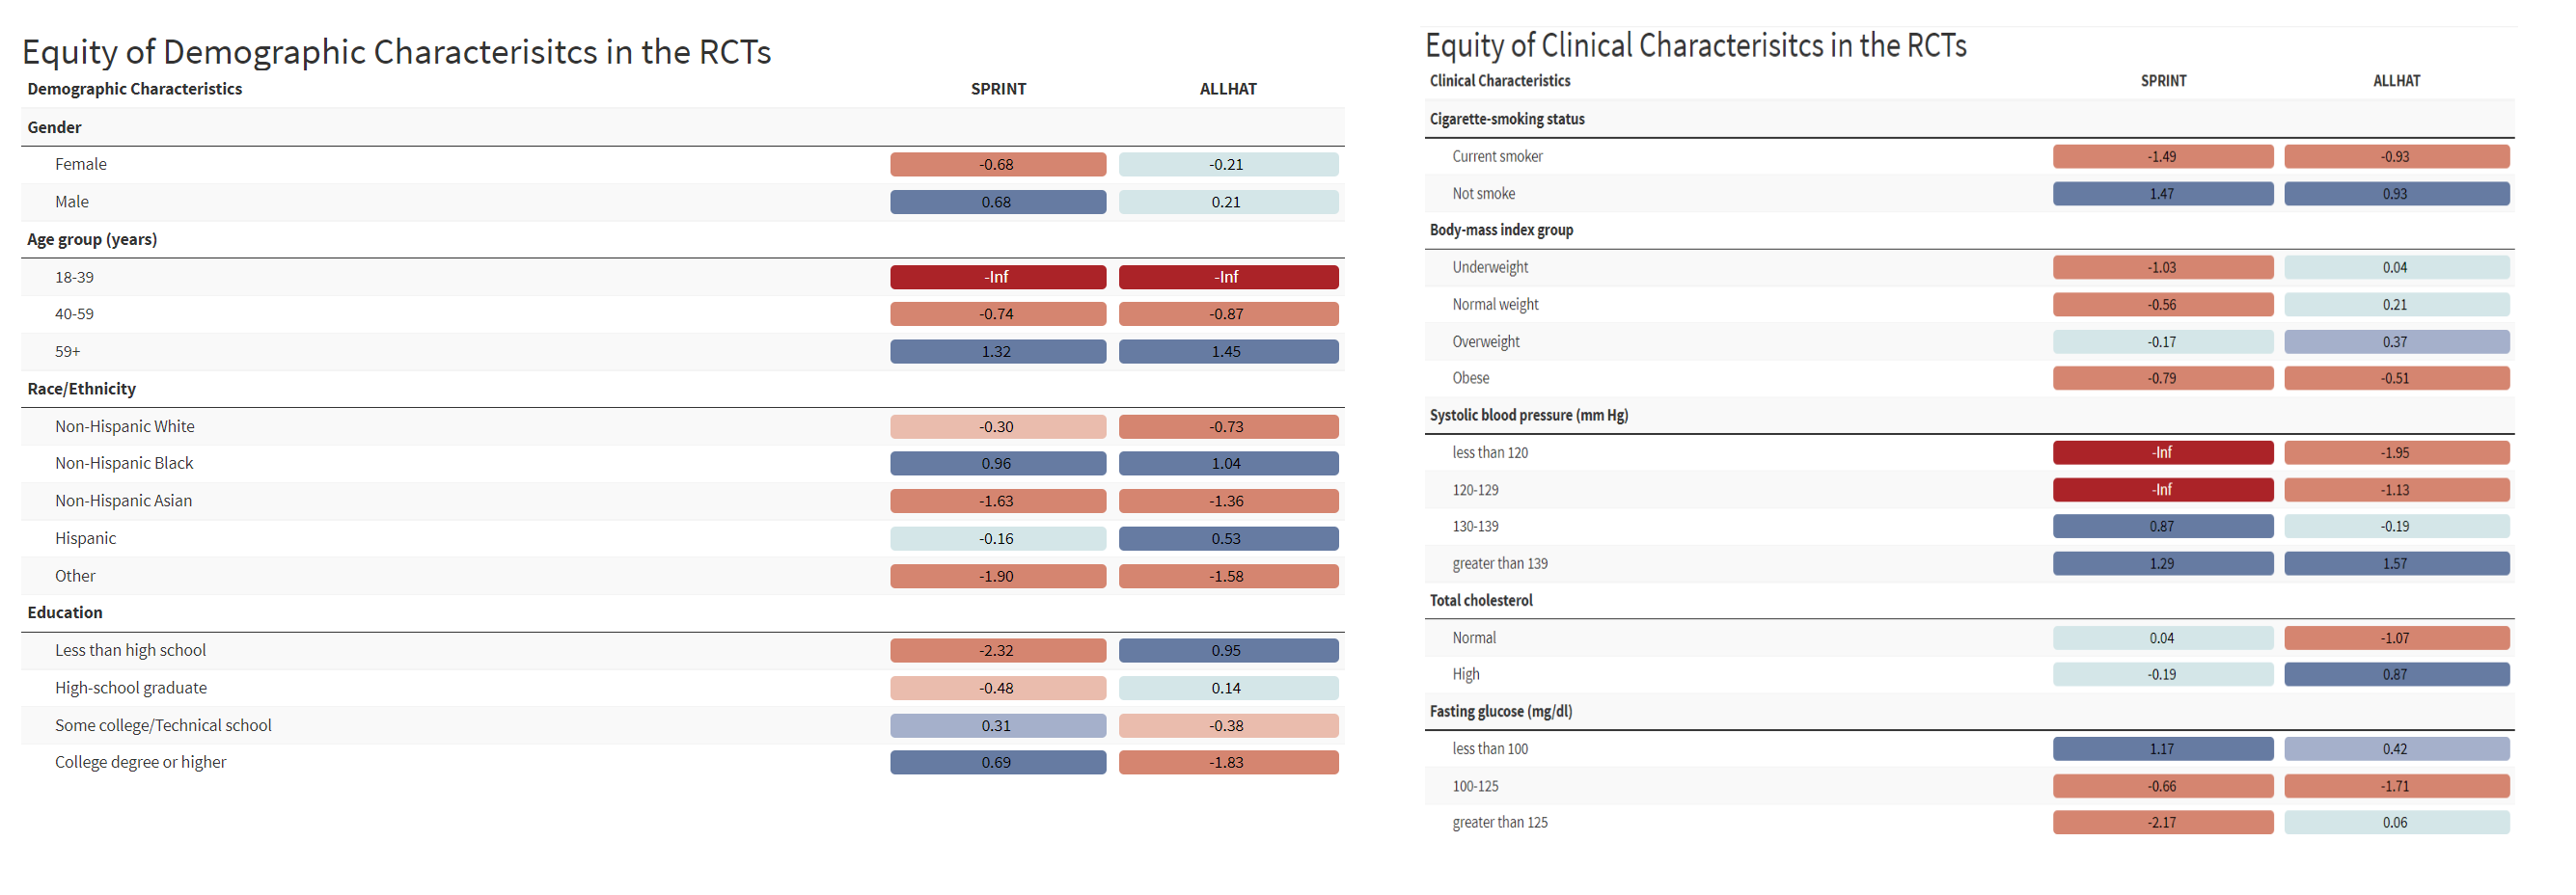 Equity of Demographic Characterisitcs in the RCTs
Demographic Characteristics SPRINT ALLHAT
Gender
Female -0.68 -0.21
Male 0.68 0.21
Age group (years)
18-39 -Inf -Inf
40-59 -0.74 -0.87
59+ 1.32 1.45
Race/Ethnicity
Non-Hispanic White -0.30 -0.73
Non-Hispanic Black 0.96 1.04
Non-Hispanic Asian -1.63 -1.36
Hispanic -0.16 0.53
Other -1.90 -1.58
Education
Less than high school -2.32 0.95
High-school graduate -0.48 0.14
Some college/Technical school 0.31 -0.38
College degree or higher 0.69 -1.83
Equity of Clinical Characterisitcs in the RCTs
Clinical Characteristics SPRINT ALLHAT
Cigarette-smoking status
Current smoker -1.49 -0.93
Not smoke 1.47 0.93
Body-mass index group
Underweight -1.03 0.04
Normal weight -0.56 0.21
Overweight -0.17 0.37
Obese -0.79 -0.51
Systolic blood pressure (mm Hg)
less than 120 -Inf -1.95
120-129 -Inf -1.13
130-139 0.87 -0.19
greater than 139 1.29 1.57
Total cholesterol
Normal 0.04 -1.07
High -0.19 0.87
Fasting glucose (mg/dl)
less than 100 1.17 0.42
100-125 -0.66 -1.71
greater than 125 -2.17 0.06